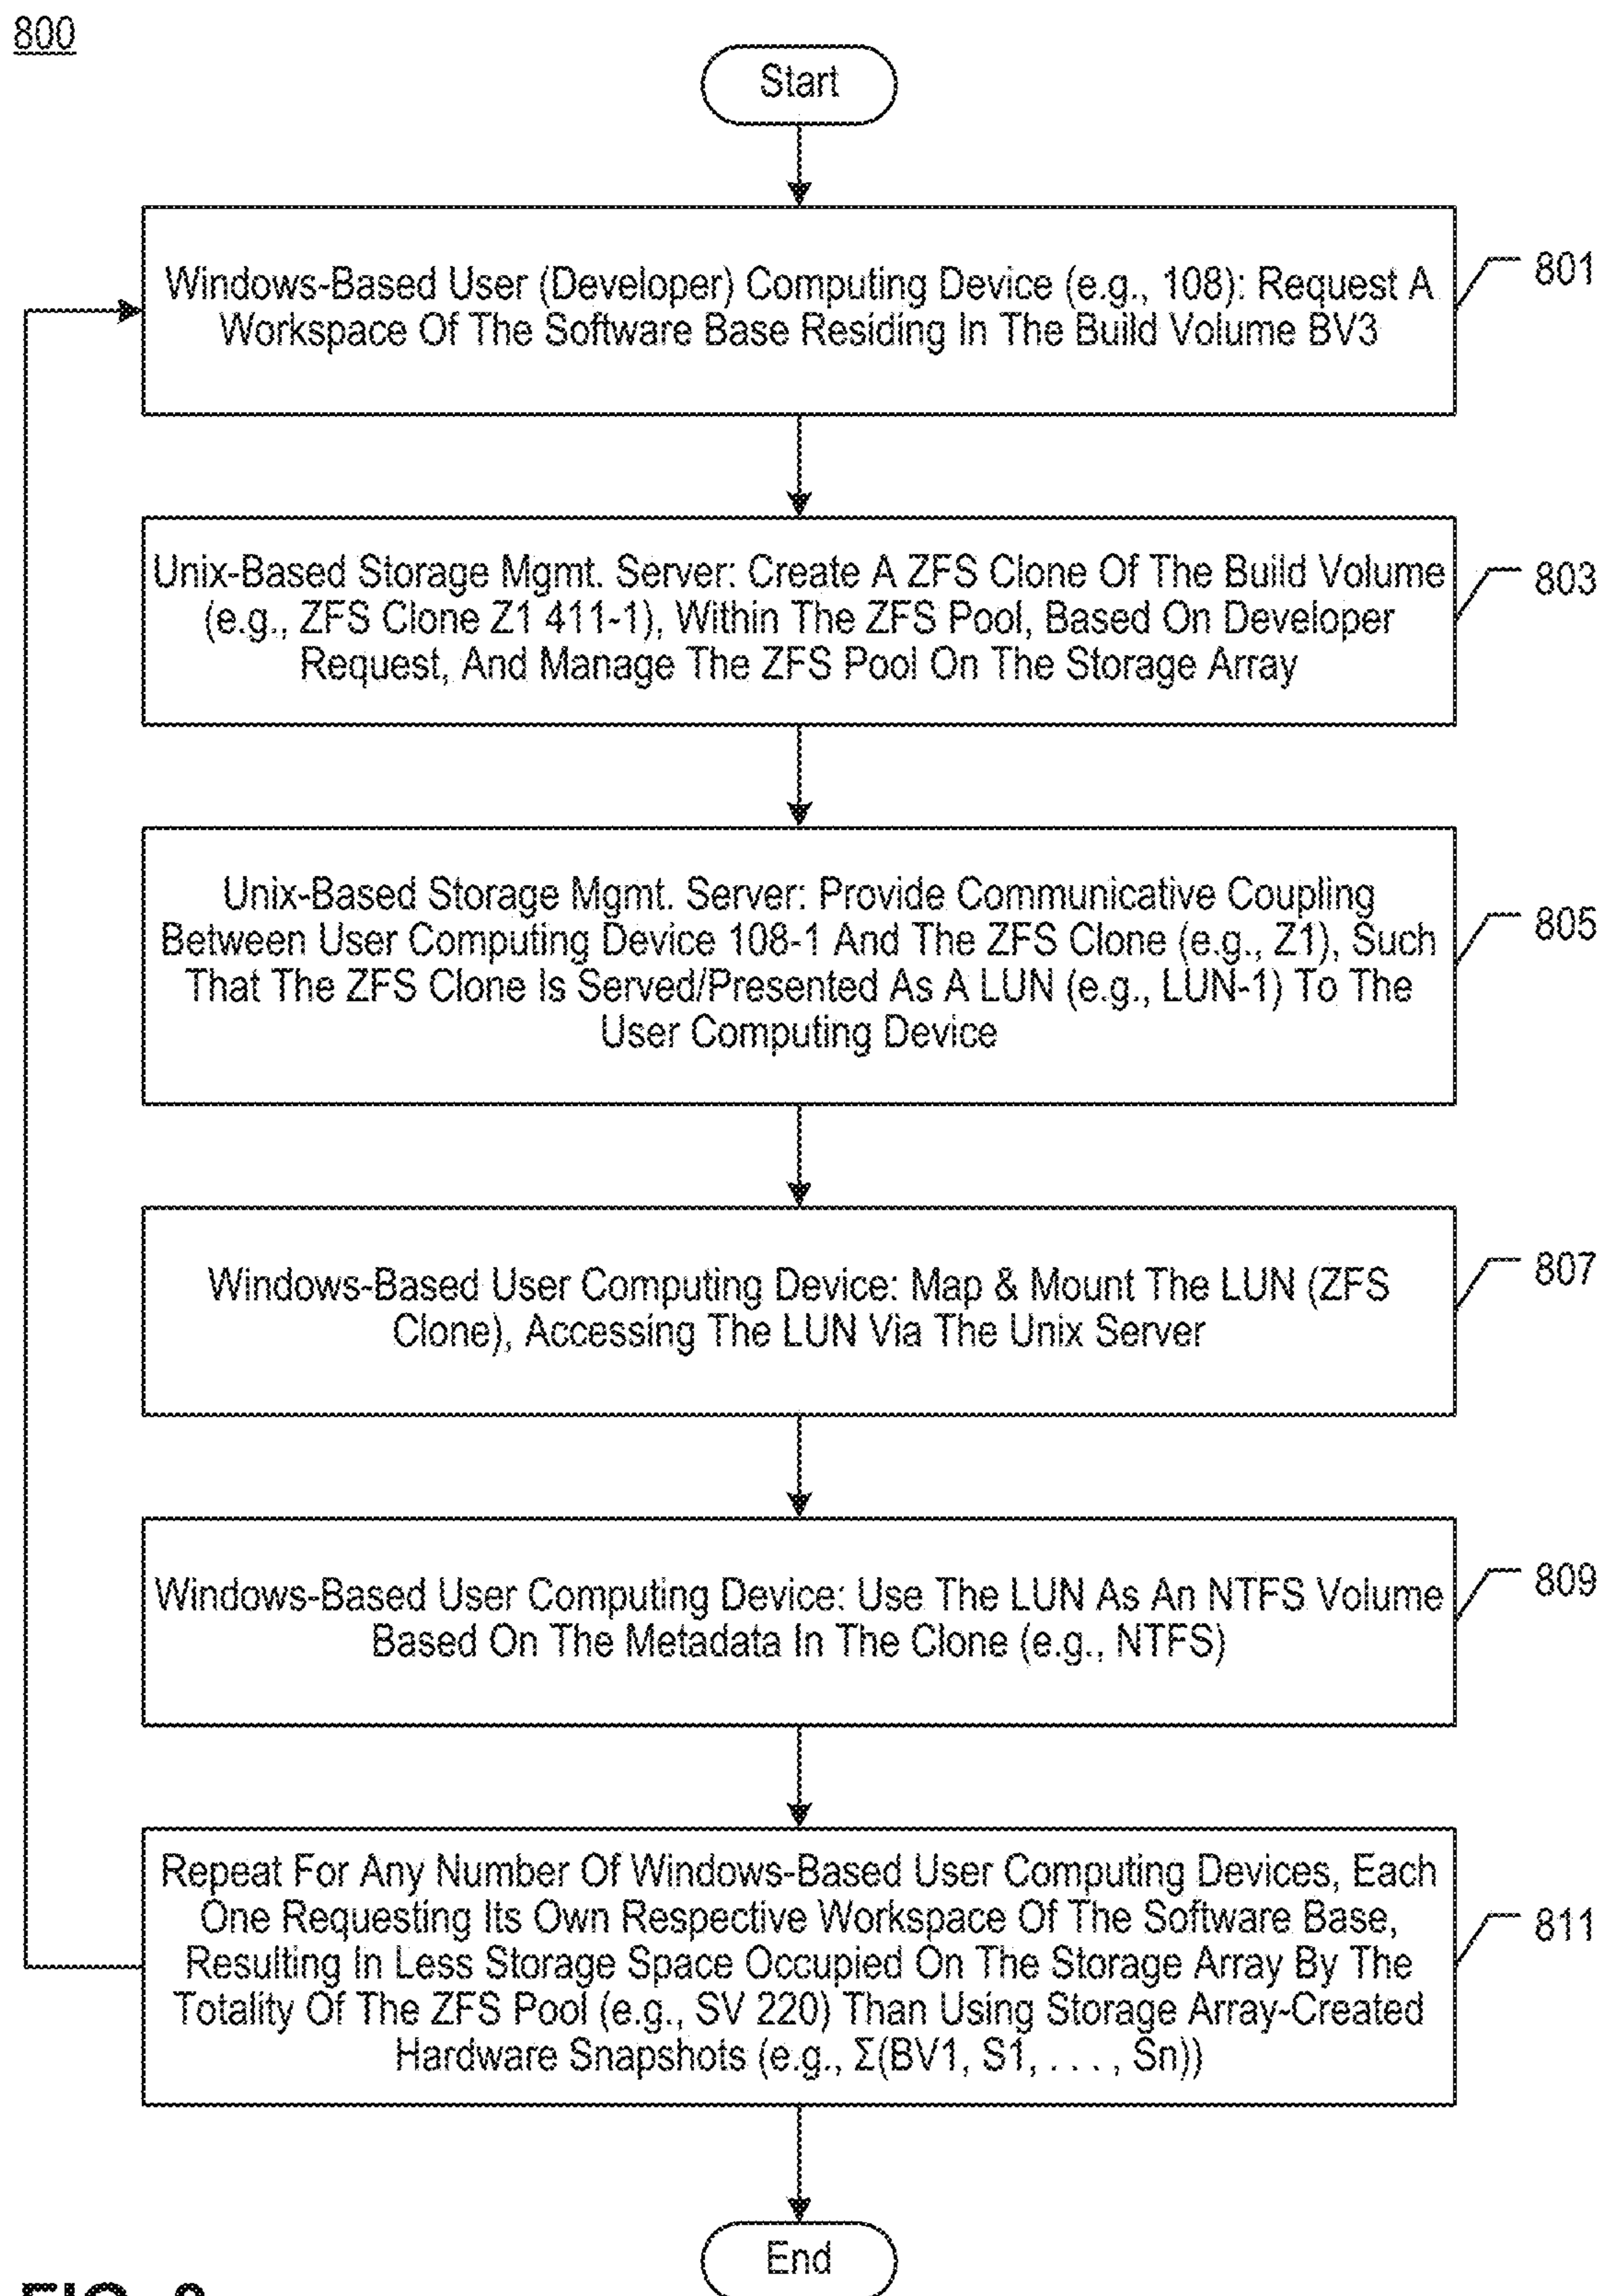 800
Start
Windows-Based User (Developer) Computing Device (e.g., 108): Request A
Workspace Of The Software Base Residing In The Build Volume BV3
801
Unix-Based Storage Mgmt. Server: Create A ZFS Clone Of The Build Volume
(e.g., ZFS Clone Z1 411-1), Within The ZFS Pool, Based On Developer
Request, And Manage The ZFS Pool On The Storage Array
803
Unix-Based Storage Mgmt. Server: Provide Communicative Coupling
Between User Computing Device 108-1 And The ZFS Clone (e.g., Z1), Such
That The ZFS Clone Is Served/Presented As A LUN (e.g., LUN-1) To The
User Computing Device
805
Windows-Based User Computing Device: Map & Mount The LUN (ZFS
Clone), Accessing The LUN Via The Unix Server
807
Windows-Based User Computing Device: Use The LUN As An NTFS Volume
Based On The Metadata In The Clone (e.g., NTFS)
809
Repeat For Any Number Of Windows-Based User Computing Devices, Each
One Requesting Its Own Respective Workspace Of The Software Base,
Resulting In Less Storage Space Occupied On The Storage Array By The
Totality Of The ZFS Pool (e.g., SV 220) Than Using Storage Array-Created
Hardware Snapshots (e.g., Σ(BV1, S1, . . . , Sn))
811
End
FIG.